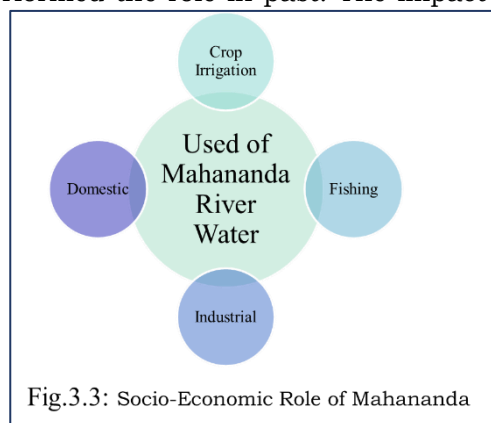 the role in past. The impact
Crop
Irrigation
Used of
Mahananda
River
Water
Domestic
Fishing
Industrial
Fig.3.3: Socio-Economic Role of Mahananda